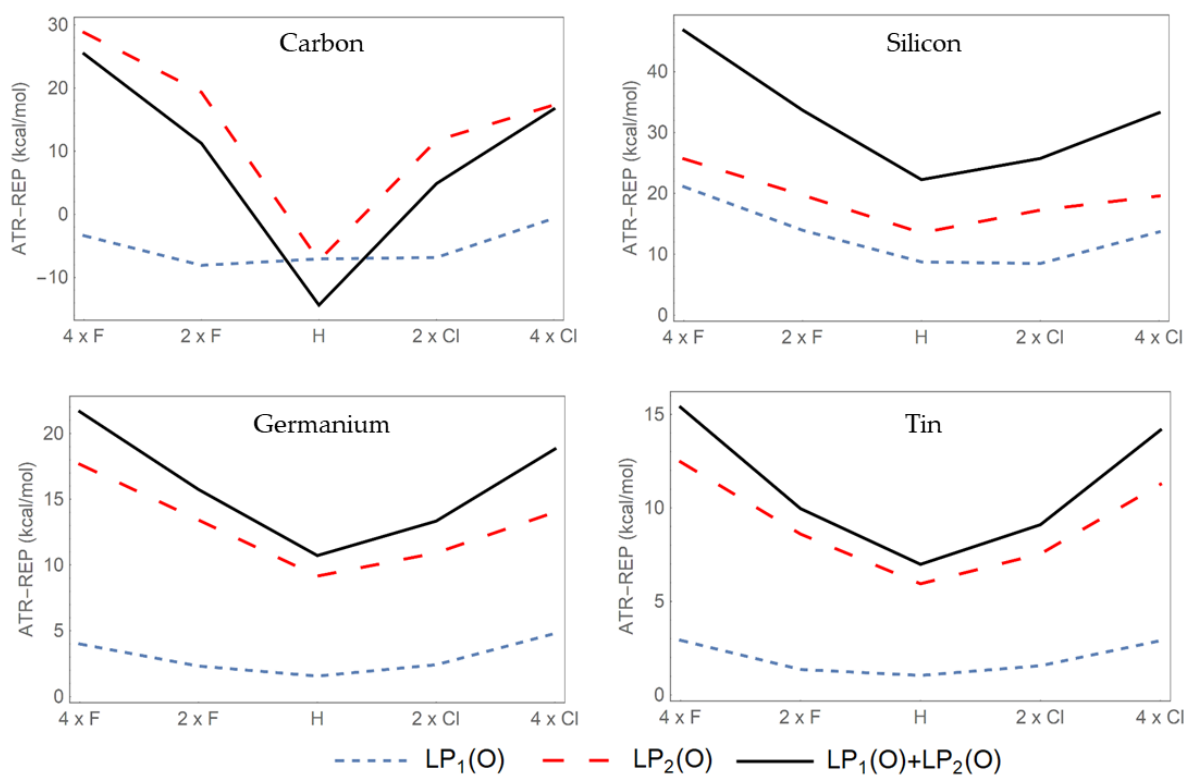 Carbon
ATR-REP (kcal/mol)
30
20
10
0
-10
4 x F 2 x F H 2 x Cl 4 x Cl
Silicon
ATR-REP (kcal/mol)
40
30
20
10
0
4 x F 2 x F H 2 x Cl 4 x Cl
Germanium
ATR-REP (kcal/mol)
20
15
10
5
0
4 x F 2 x F H 2 x Cl 4 x Cl
Tin
ATR-REP (kcal/mol)
15
10
5
0
4 x F 2 x F H 2 x Cl 4 x Cl
LP₁(O) LP₂(O) LP₁(O)+LP₂(O)